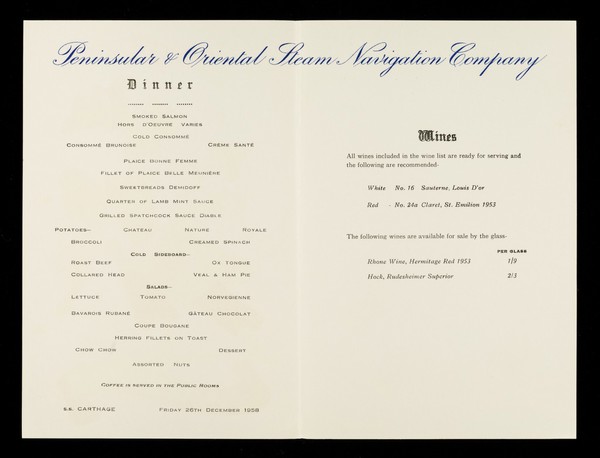 Peninsular & Oriental Steam Navigation Company
Dinner
Smoked Salmon
Hors d'Oeuvre Varies
Cold Consommé
Consommé Brunoise Crème Santé
Plaice Bonne Femme
Fillet of Plaice Belle Meunière
Sweetbreads Demidoff
Quarter of Lamb Mint Sauce
Grilled Spatchcock Sauce Diable
Potatoes— Chateau Nature Royale
Broccoli Creamed Spinach
Cold Sideboard—
Roast Beef Ox Tongue
Collared Head Veal & Ham Pie
Salads—
Lettuce Tomato Norvegienne
Bavarois Rubané Gâteau Chocolat
Coupe
Herring Fillets on Toast
Chow Chow Dessert
Assorted Nuts
Coffee is served in the Public Rooms
s.s. CARTHAGE Friday 26th December 1958
Wines
All wines included in the wine list are ready for serving and
the following are recommended-
White No. 16 Sauterne, Louis D'or
Red - No. 24a Claret, St. Emilion 1953
The following wines are available for sale by the glass-
PER GLASS
Rhone Wine, Hermitage Red 1953 1/9
Hock, Rudesheimer Superior 2/3